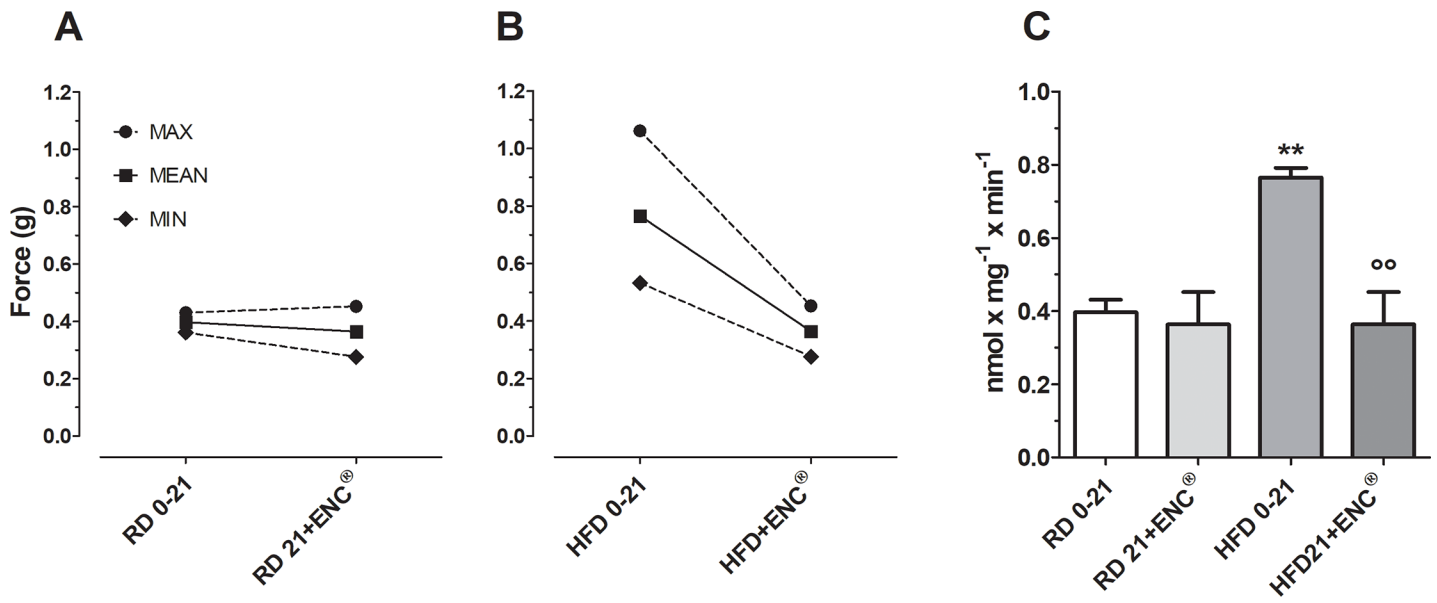 A
B
C
Force (g)
1.2
1.0
0.8
0.6
0.4
0.2
0.0
MAX
MEAN
MIN
RD 0-21
RD 21+ENC®
1.2
1.0
0.8
0.6
0.4
0.2
0.0
HFD 0-21
HFD+ENC®
nmol x mg⁻¹ x min⁻¹
1.0
0.8
0.6
0.4
0.2
0.0
**
°°
RD 0-21
RD 21+ENC®
HFD 0-21
HFD21+ENC®